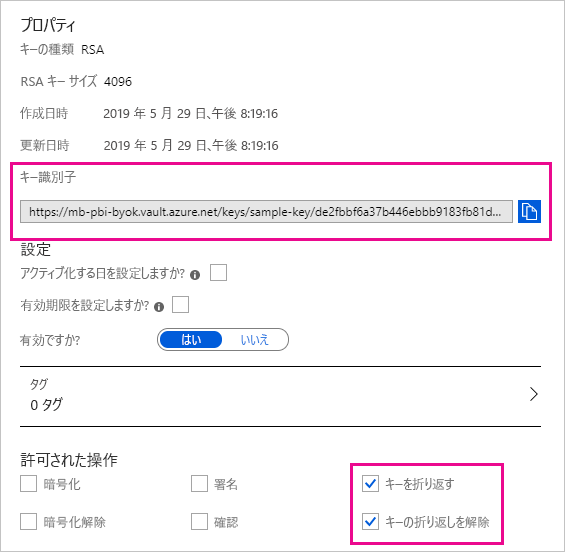 プロパティ
キーの種類 RSA
RSA キー サイズ 4096
作成日時 2019 年 5 月 29 日、午後 8:19:16
更新日時 2019 年 5 月 29 日、午後 8:19:16
キー識別子
https://mb-pbi-byok.vault.azure.net/keys/sample-key/de2fbbf6a37b446ebbb9183fb81d...
設定
アクティブ化する日を設定しますか?
有効期限を設定しますか?
有効ですか? はい いいえ
タグ
0 タグ
許可された操作
暗号化 署名 キーを折り返す
暗号化解除 確認 キーの折り返しを解除